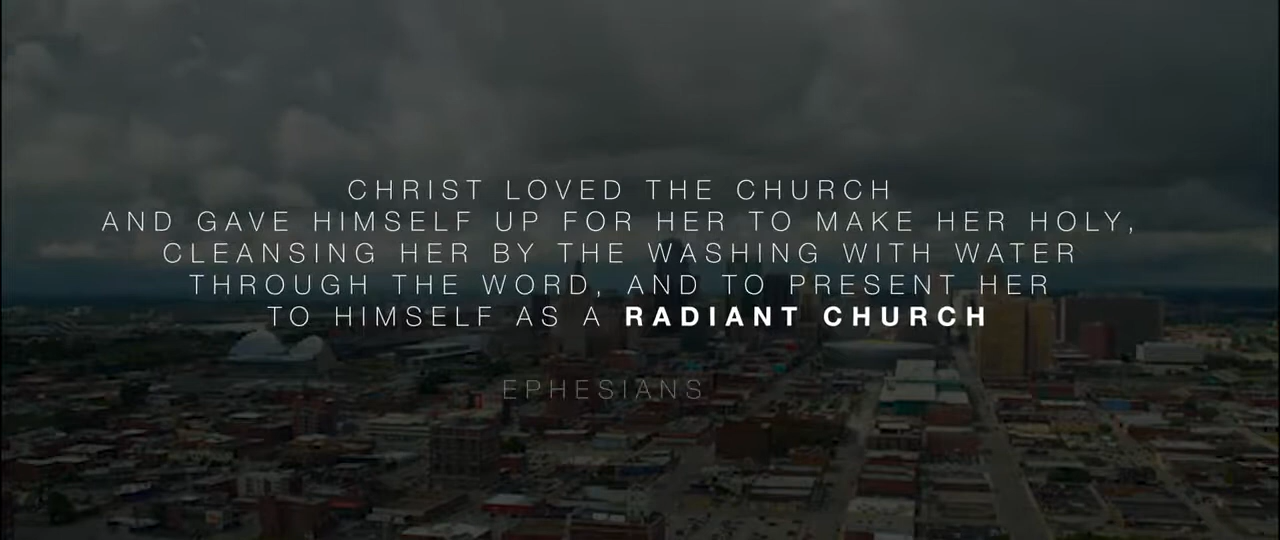 CHRIST LOVED THE CHURCH
AND GAVE HIMSELF UP FOR HER TO MAKE HER HOLY,
CLEANSING HER BY THE WASHING WITH WATER
THROUGH THE WORD, AND TO PRESENT HER
TO HIMSELF AS A RADIANT CHURCH
EPHESIANS